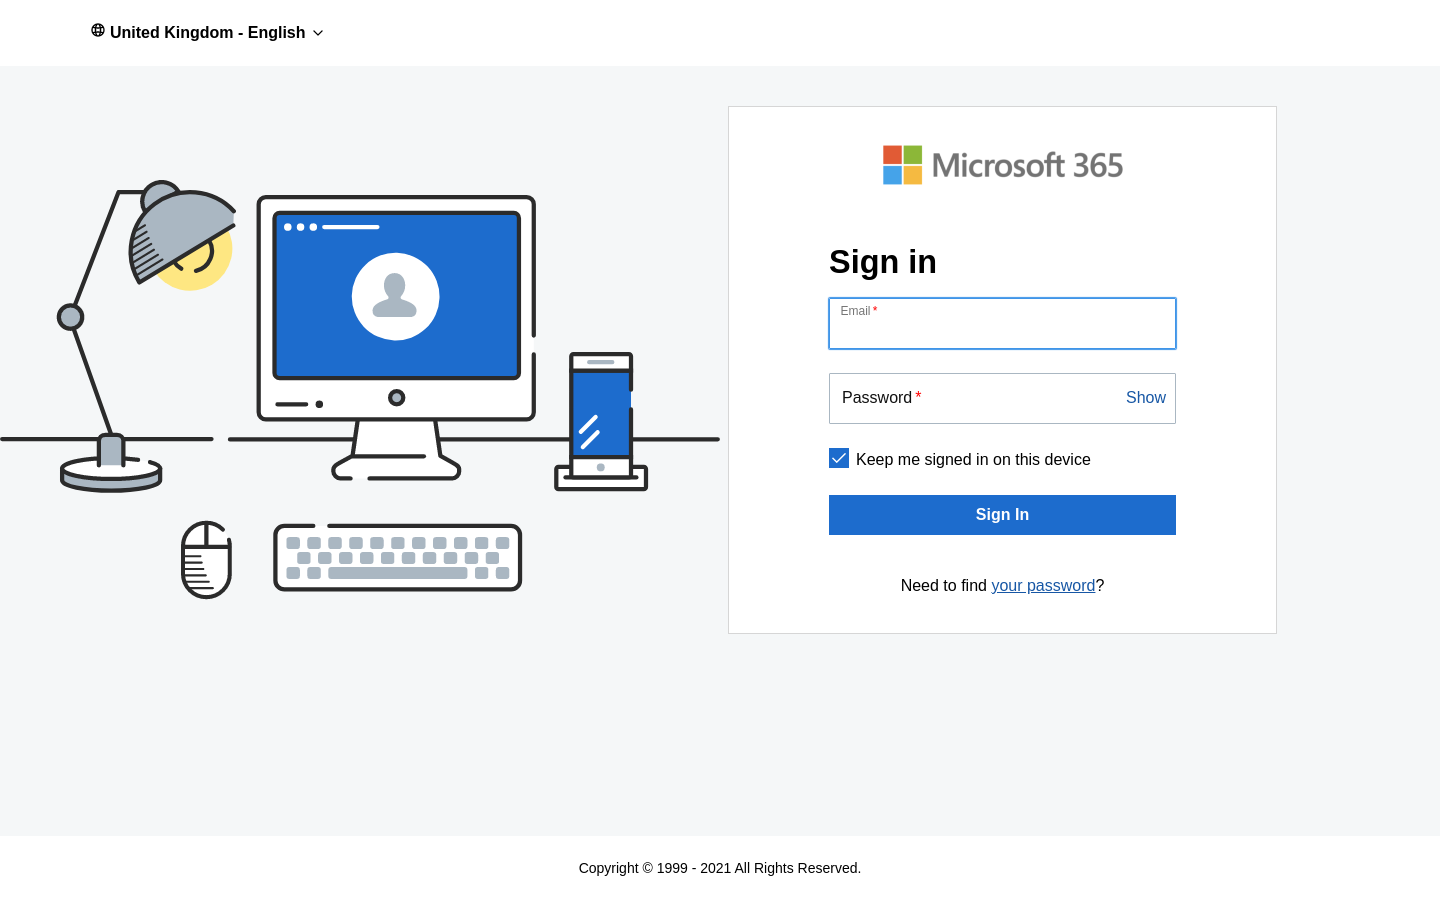 United Kingdom - English
Microsoft 365
Sign in
Email *
Password *
Show
Keep me signed in on this device
Sign In
Need to find your password?
Copyright © 1999 - 2021 All Rights Reserved.